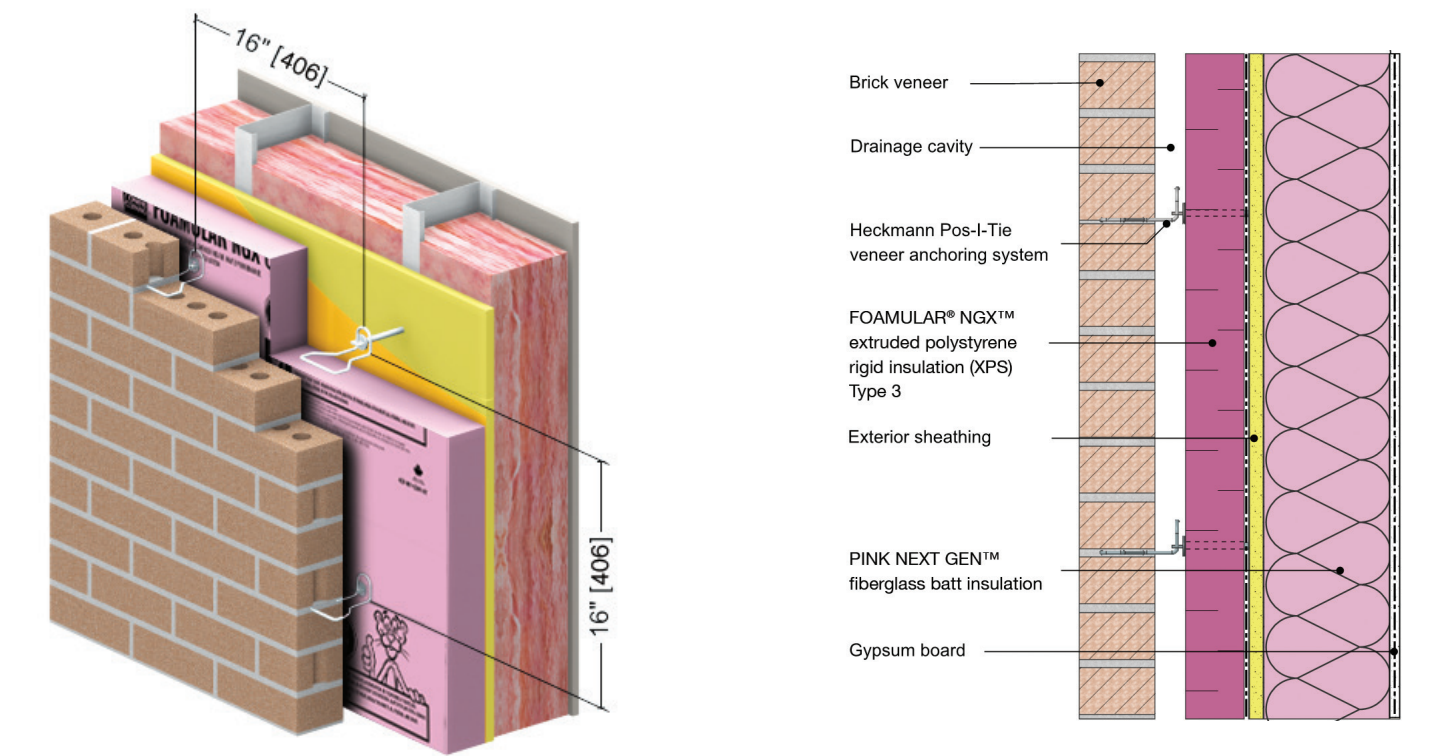 16" [406]
FOAMULAR NGX
16" [406]
Brick veneer
Drainage cavity
Heckmann Pos-I-Tie
veneer anchoring system
FOAMULAR® NGX™
extruded polystyrene
rigid insulation (XPS)
Type 3
Exterior sheathing
PINK NEXT GEN™
fiberglass batt insulation
Gypsum board